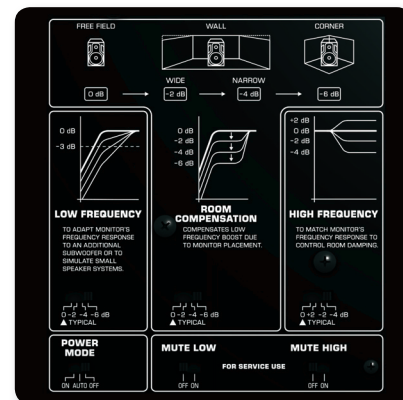 FREE FIELD
WALL
CORNER
WIDE
NARROW
0 dB
-2 dB
-4 dB
-6 dB
0 dB
-3 dB
LOW FREQUENCY
TO ADAPT MONITOR'S
FREQUENCY RESPONSE
TO AN ADDITIONAL
SUBWOOFER OR TO
SIMULATE SMALL
SPEAKER SYSTEMS.
0 -2 -4 -6 dB
▲ TYPICAL
0 dB
-2 dB
-4 dB
-6 dB
ROOM
COMPENSATION
COMPENSATES LOW
FREQUENCY BOOST DUE
TO MONITOR PLACEMENT.
0 -2 -4 -6 dB
▲ TYPICAL
+2 dB
0 dB
-2 dB
-4 dB
HIGH FREQUENCY
TO MATCH MONITOR'S
FREQUENCY RESPONSE TO
CONTROL ROOM DAMPING.
0 +2 -2 -4 dB
▲ TYPICAL
POWER
MODE
ON AUTO OFF
MUTE LOW
MUTE HIGH
FOR SERVICE USE
OFF ON
OFF ON